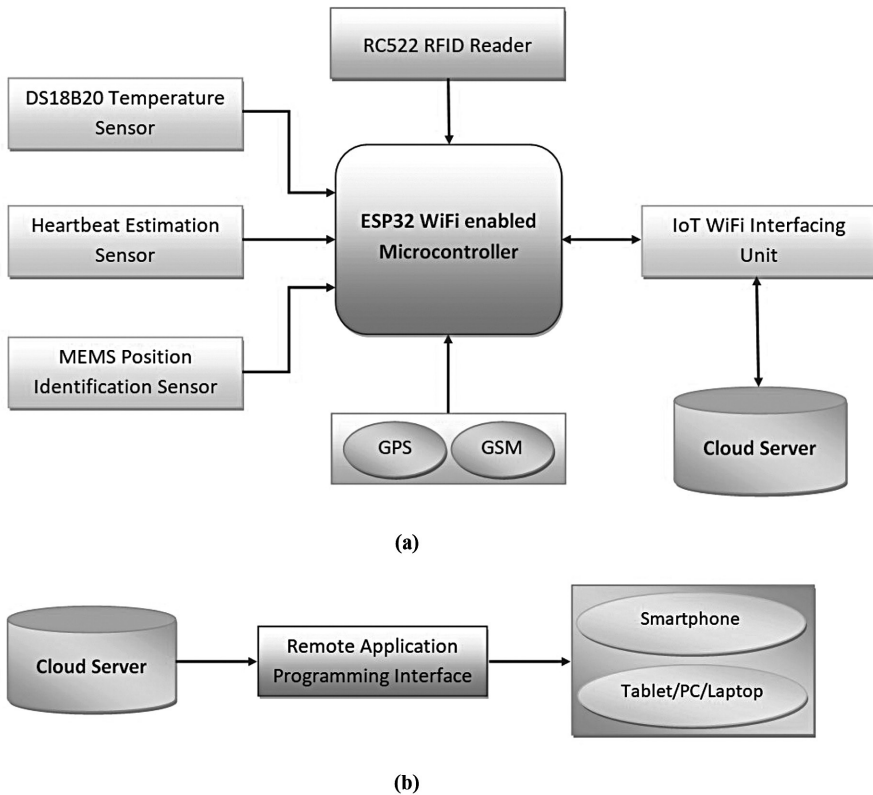 RC522 RFID Reader
DS18B20 Temperature
Sensor
Heartbeat Estimation
Sensor
MEMS Position
Identification Sensor
ESP32 WiFi enabled
Microcontroller
IoT WiFi Interfacing
Unit
GPS
GSM
Cloud Server
(a)
Cloud Server
Remote Application
Programming Interface
Smartphone
Tablet/PC/Laptop
(b)